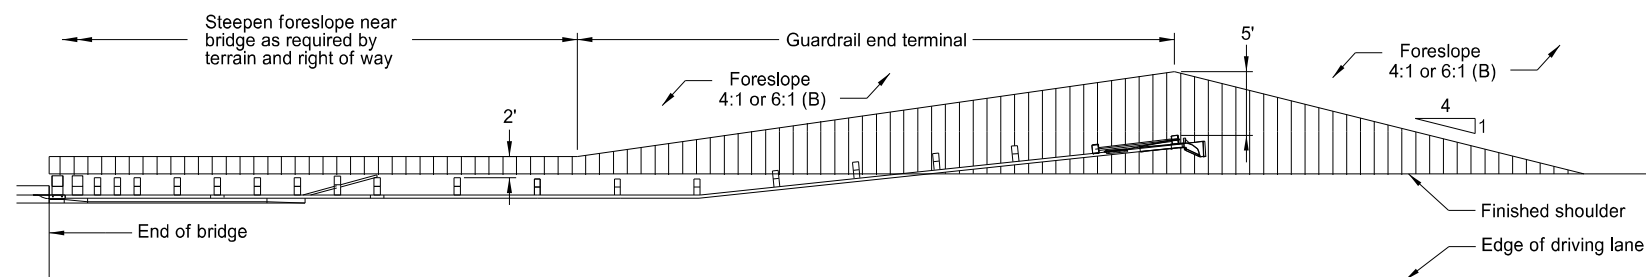 Steepen foreslope near
bridge as required by
terrain and right of way
Guardrail end terminal
5'
Foreslope
4:1 or 6:1 (B)
Foreslope
4:1 or 6:1 (B)
2'
4
1
End of bridge
Finished shoulder
Edge of driving lane